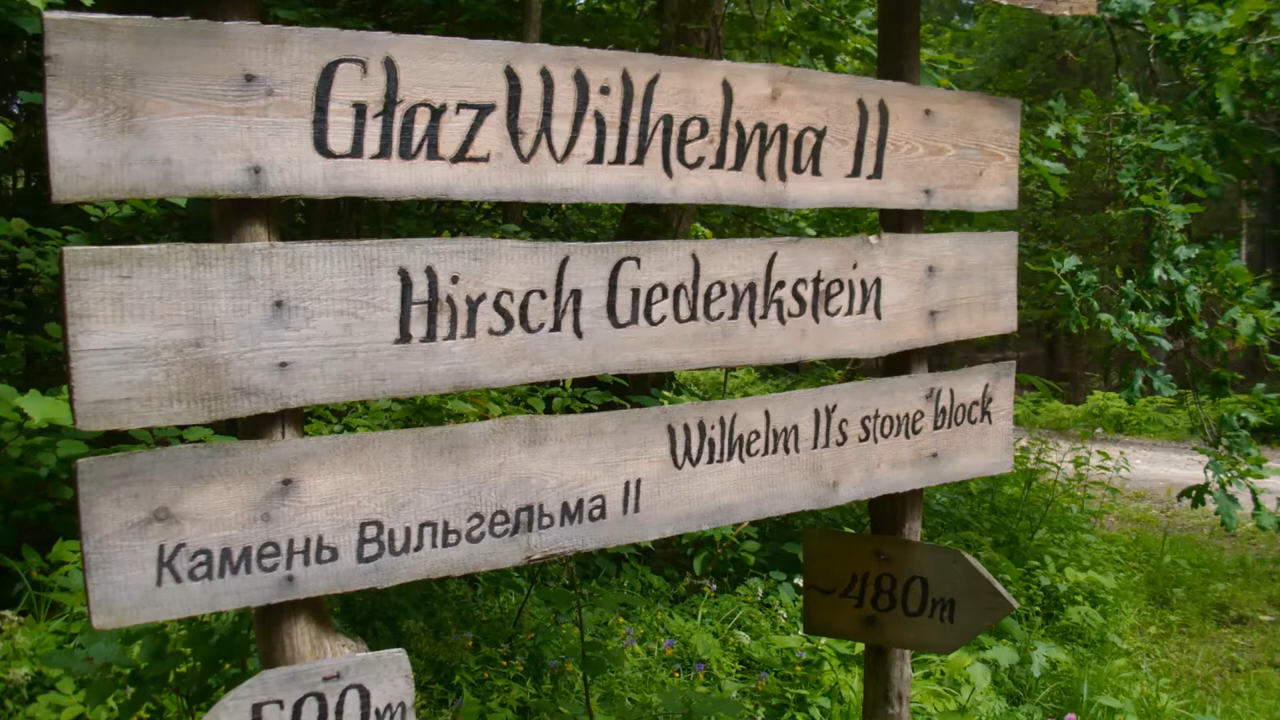 Głaz Wilhelma II
Hirsch Gedenkstein
Wilhelm II's stone block
Камень Вильгельма II
~480m
500m